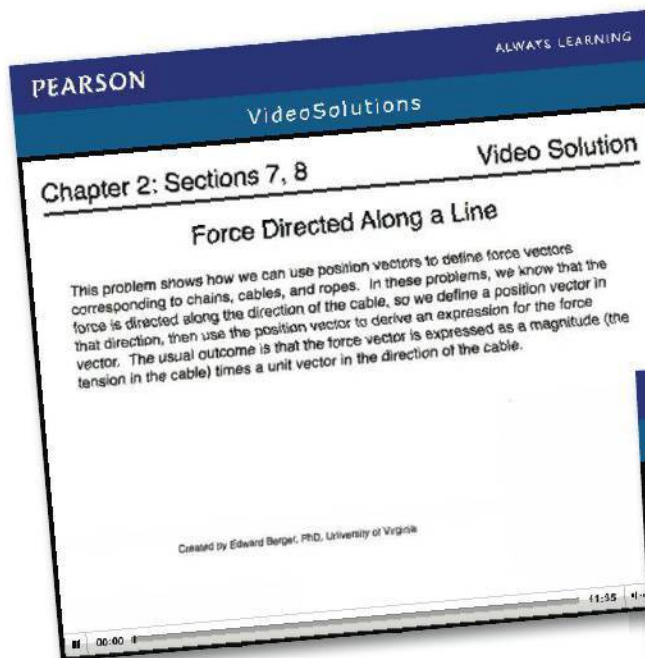 PEARSON
ALWAYS LEARNING
VideoSolutions
Chapter 2: Sections 7, 8
Video Solution
Force Directed Along a Line
This problem shows how we can use position vectors to define force vectors
corresponding to chains, cables, and ropes. In these problems, we know that the
force is directed along the direction of the cable, so we define a position vector in
that direction, then use the position vector to derive an expression for the force
vector. The usual outcome is that the force vector is expressed as a magnitude (the
tension in the cable) times a unit vector in the direction of the cable.
Created by Edward Berger, PhD, University of Virginia
00:00